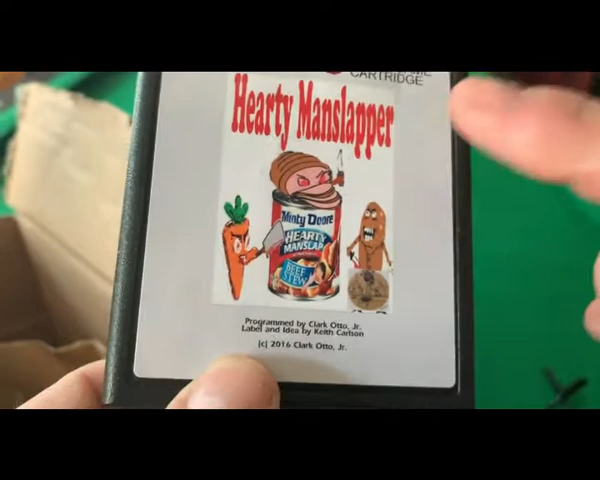 CARTRIDGE
Hearty Manslapper
Minty Doore
HEARTY
MANSLAP
BEEF
STEW
Programmed by Clark Otto, Jr.
Label and Idea by Keith Carlson
(c) 2016 Clark Otto, Jr.